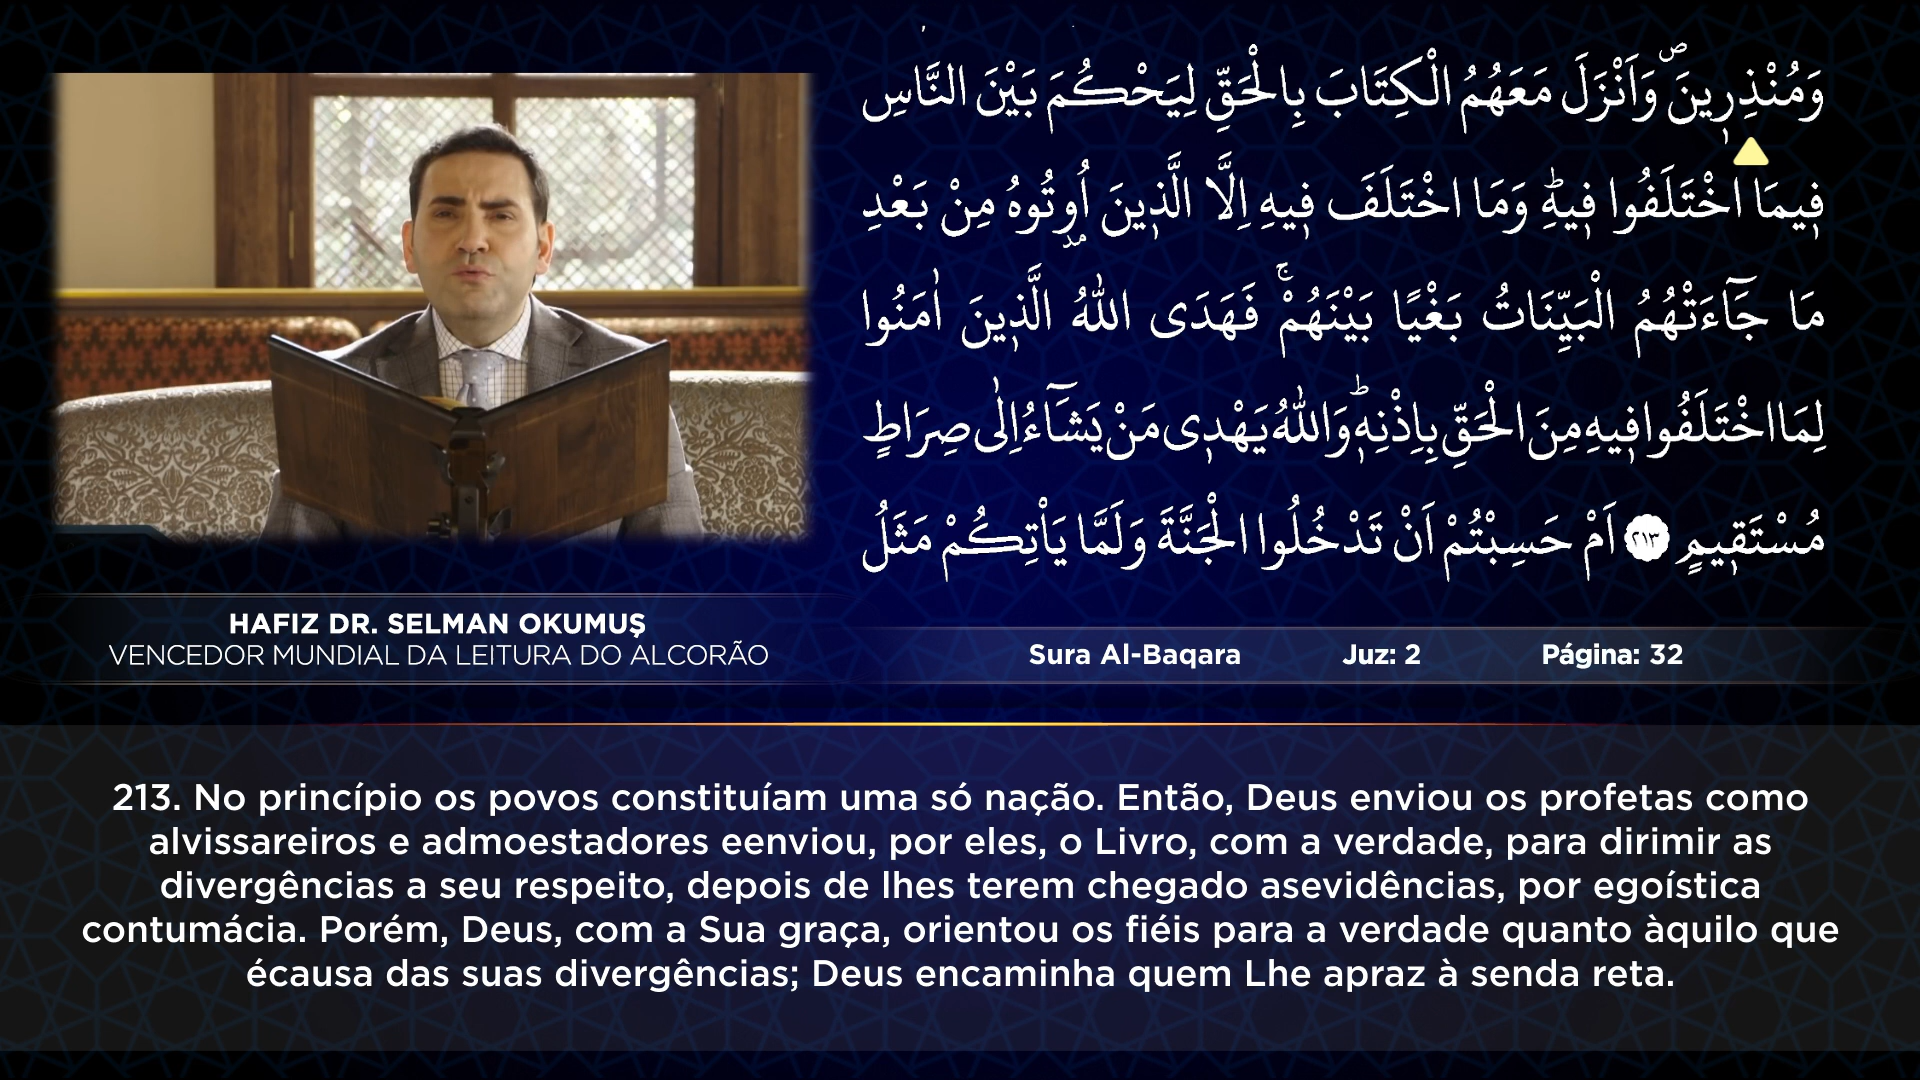 وَمُنْذِرٖينَۖ وَاَنْزَلَ مَعَهُمُ الْكِتَابَ بِالْحَقِّ لِيَحْكُمَ بَيْنَ النَّاسِ
فٖيمَا اخْتَلَفُوا فٖيهِؕ وَمَا اخْتَلَفَ فٖيهِ اِلَّا الَّذٖينَ اُو۫تُوهُ مِنْ بَعْدِ
مَا جَٓاءَتْهُمُ الْبَيِّنَاتُ بَغْيًا بَيْنَهُمْۚ فَهَدَى اللّٰهُ الَّذٖينَ اٰمَنُوا
لِمَا اخْتَلَفُوا فٖيهِ مِنَ الْحَقِّ بِاِذْنِهٖؕ وَاللّٰهُ يَهْدٖى مَنْ يَشَٓاءُ اِلٰى صِرَاطٍ
مُسْتَقٖيمٍ ٢١٣ اَمْ حَسِبْتُمْ اَنْ تَدْخُلُوا الْجَنَّةَ وَلَمَّا يَاْتِكُمْ مَثَلُ
HAFIZ DR. SELMAN OKUMUŞ
VENCEDOR MUNDIAL DA LEITURA DO ALCORÃO
Sura Al-Baqara Juz: 2 Página: 32
213. No princípio os povos constituíam uma só nação. Então, Deus enviou os profetas como
alvissareiros e admoestadores eenviou, por eles, o Livro, com a verdade, para dirimir as
divergências a seu respeito, depois de lhes terem chegado asevidências, por egoística
contumácia. Porém, Deus, com a Sua graça, orientou os fiéis para a verdade quanto àquilo que
écausa das suas divergências; Deus encaminha quem Lhe apraz à senda reta.